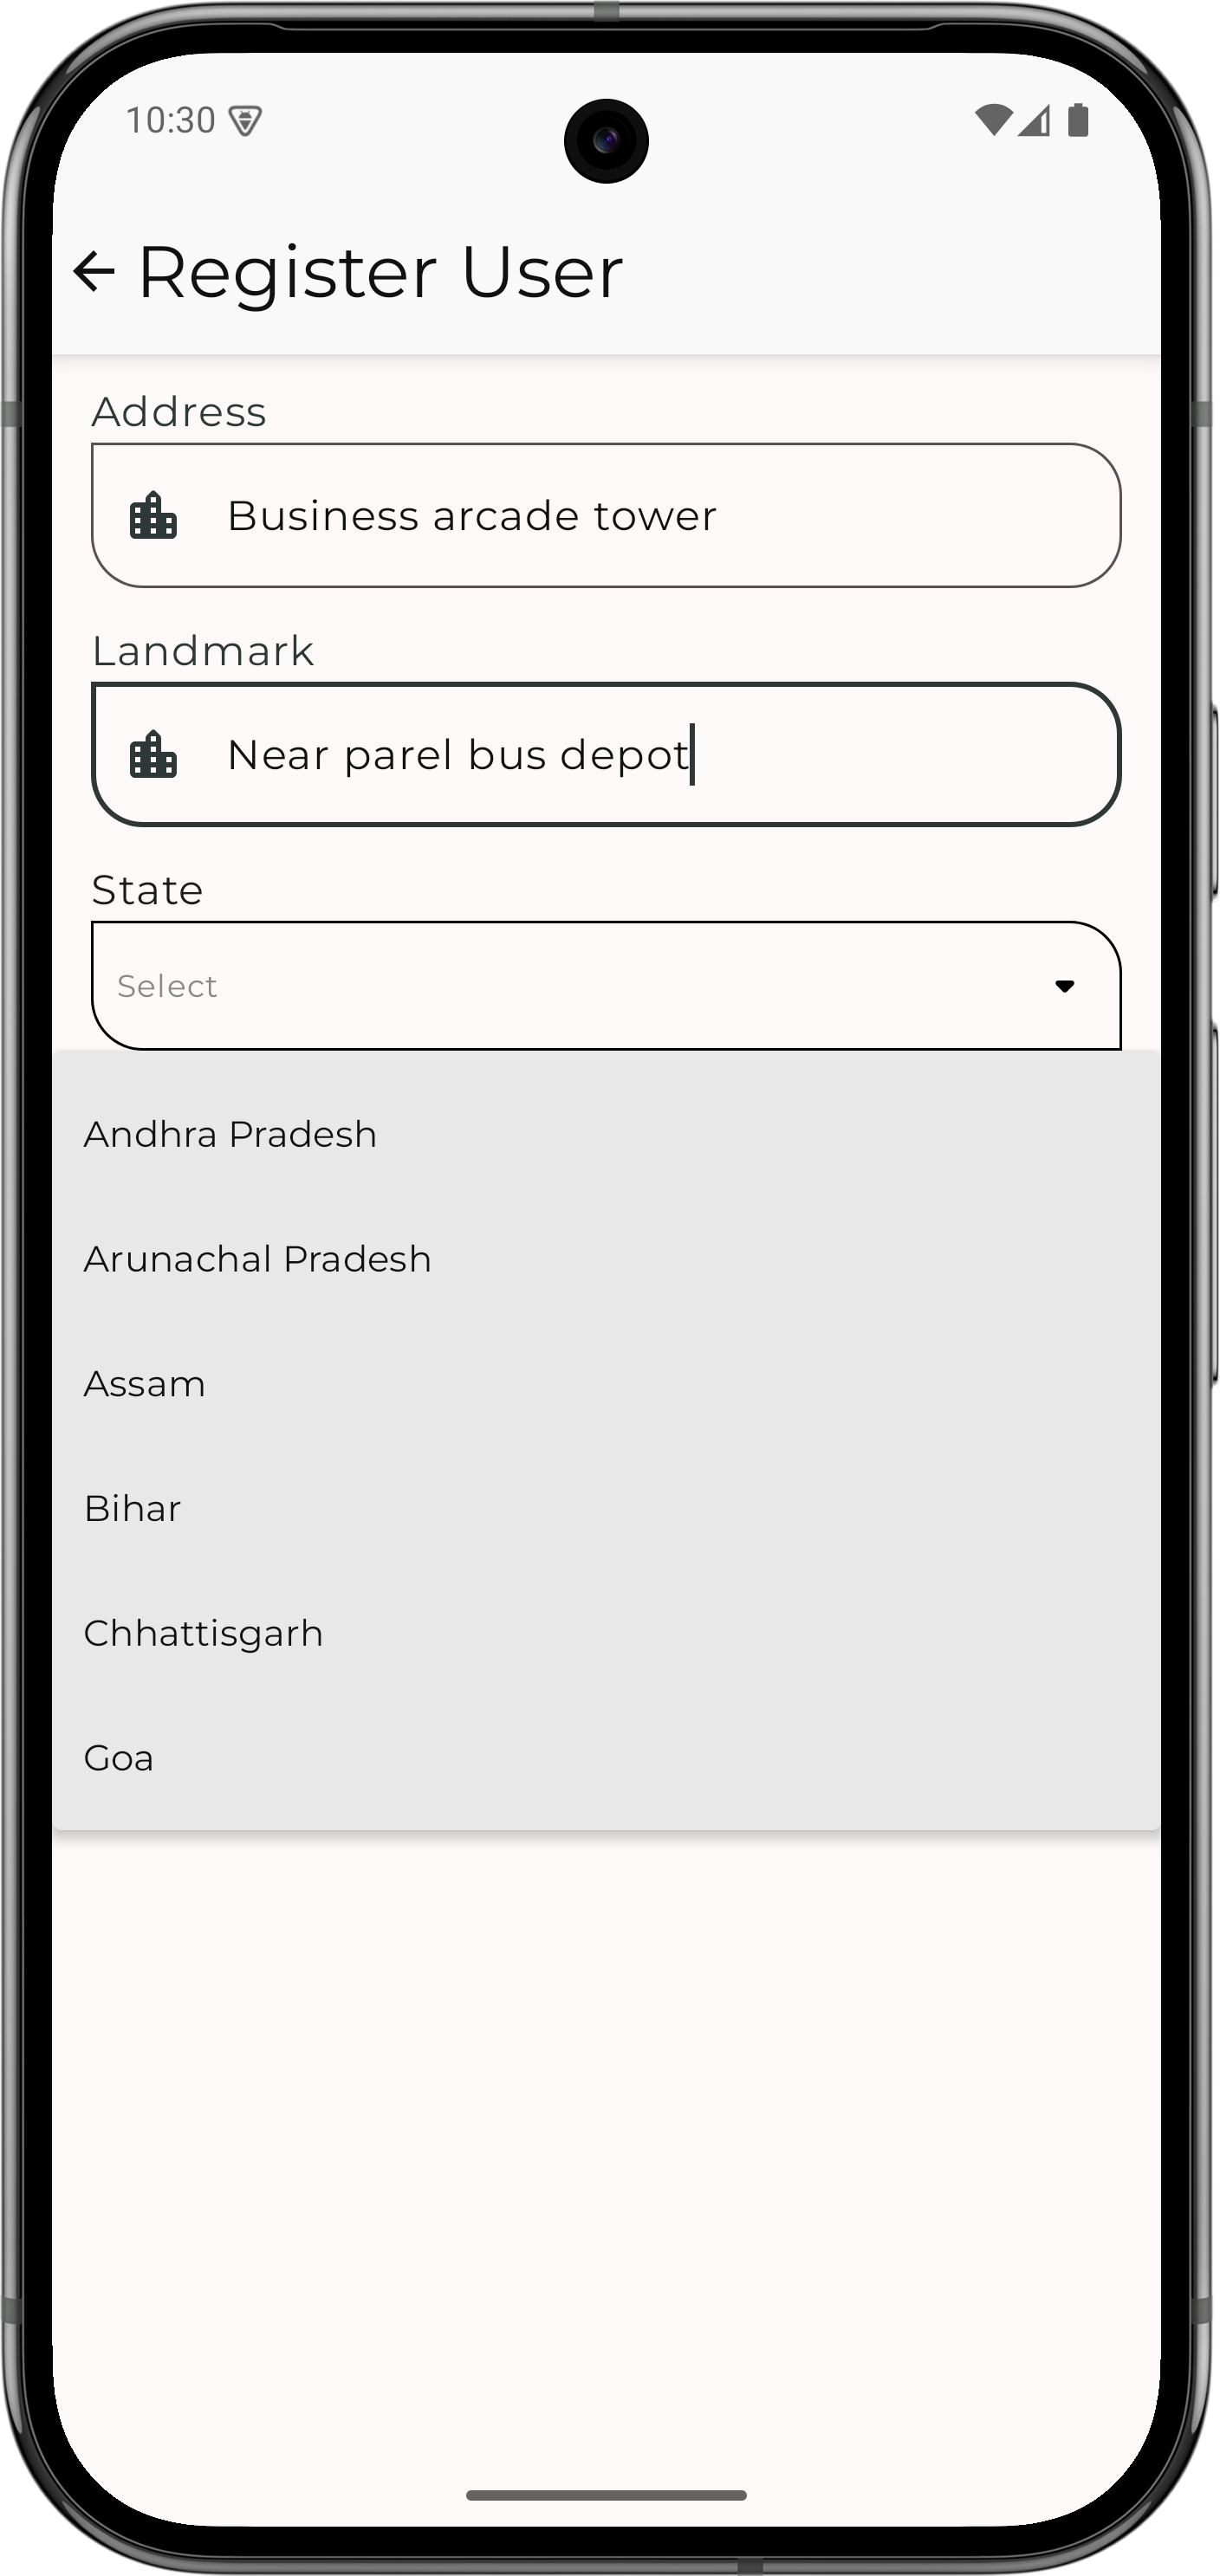 10:30
Register User
Address
Business arcade tower
Landmark
Near parel bus depot
State
Select
Andhra Pradesh
Arunachal Pradesh
Assam
Bihar
Chhattisgarh
Goa